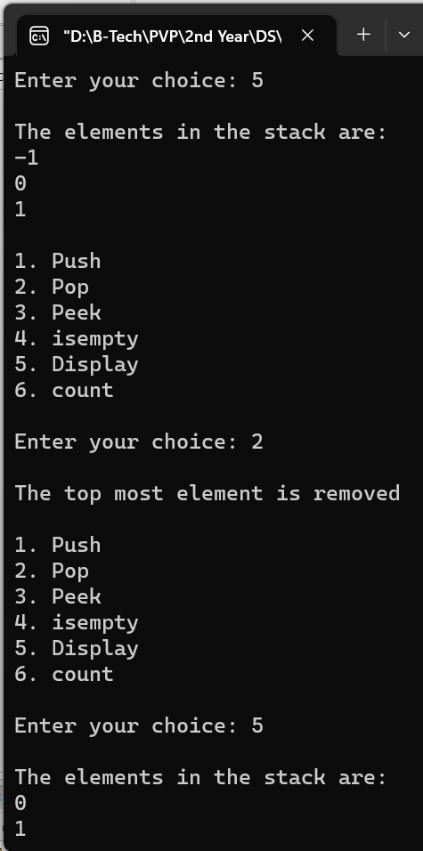 "D:\B-Tech\PVP\2nd Year\DS\
Enter your choice: 5
The elements in the stack are:
-1
0
1
1. Push
2. Pop
3. Peek
4. isempty
5. Display
6. count
Enter your choice: 2
The top most element is removed
1. Push
2. Pop
3. Peek
4. isempty
5. Display
6. count
Enter your choice: 5
The elements in the stack are:
0
1